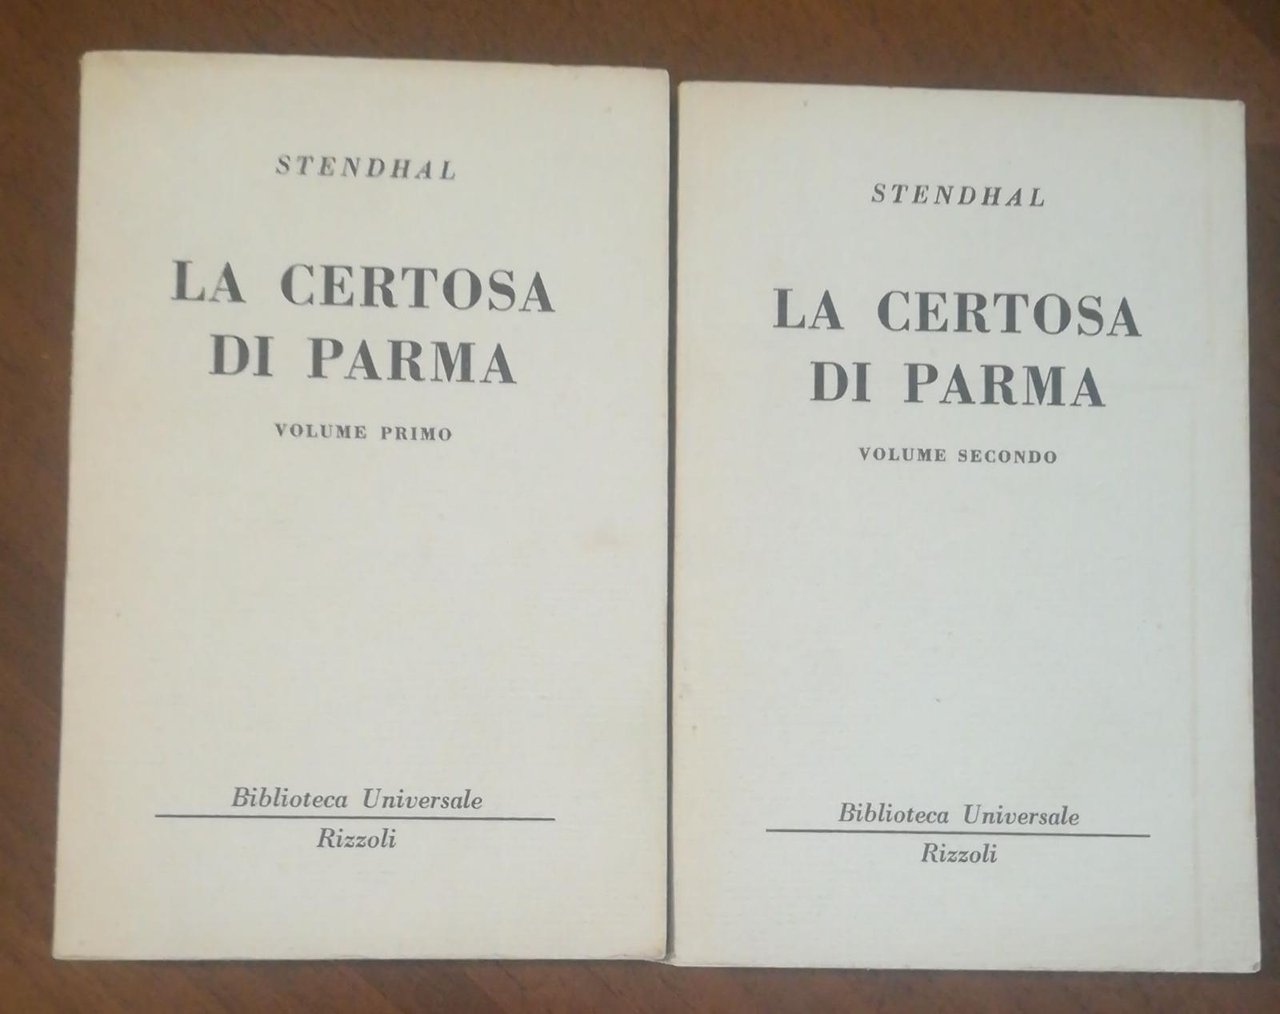 STENDHAL
LA CERTOSA
DI PARMA
VOLUME PRIMO
Biblioteca Universale
Rizzoli
STENDHAL
LA CERTOSA
DI PARMA
VOLUME SECONDO
Biblioteca Universale
Rizzoli